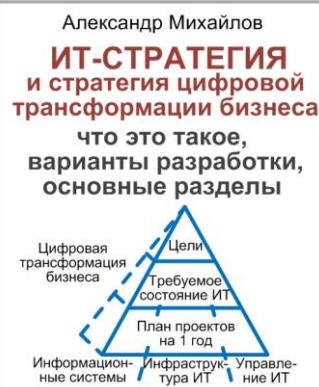 Александр Михайлов
ИТ-СТРАТЕГИЯ
и стратегия цифровой
трансформации бизнеса
что это такое,
варианты разработки,
основные разделы
Цели
Цифровая
трансформация
бизнеса
Требуемое
состояние ИТ
План проектов
на 1 год
Информацион-
ные системы
Инфраструк-
тура ИТ
Управле-
ние ИТ